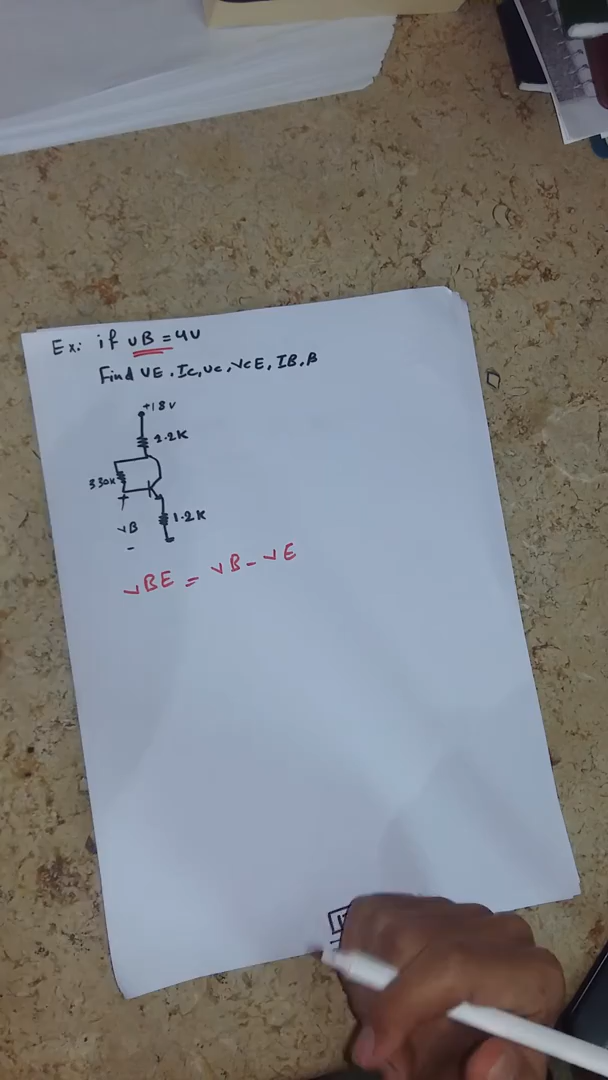 Ex: if VB = 4V
Find VE, Ic, Vc, VCE, IB, β
+18V
2.2K
330K
+
VB
1.2K
-
VBE = VB - VE